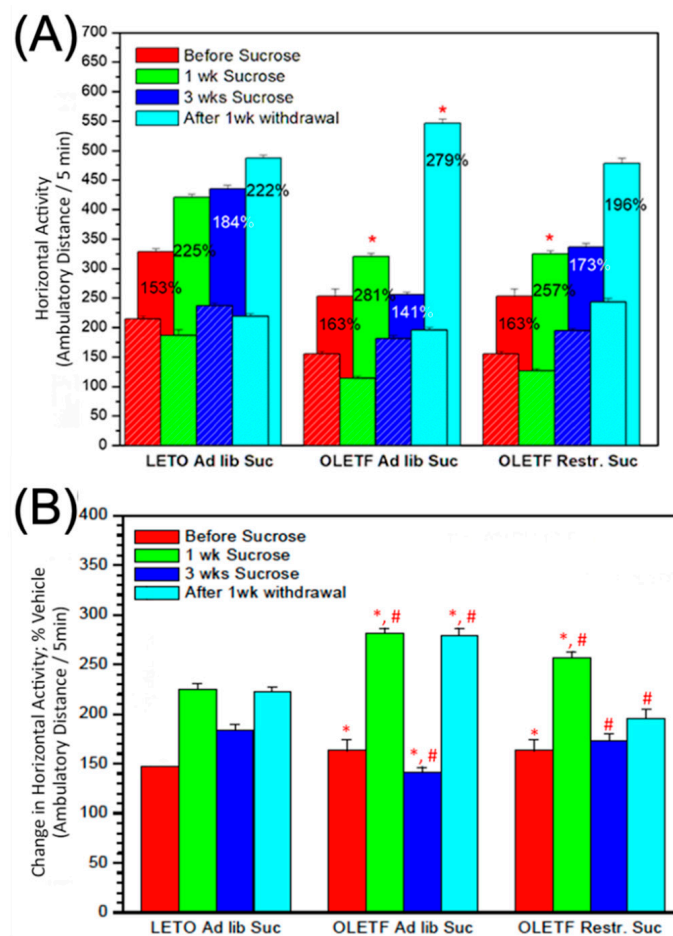 (A)
Horizontal Activity
(Ambulatory Distance / 5 min)
700
650
600
550
500
450
400
350
300
250
200
150
100
50
0
Before Sucrose
1 wk Sucrose
3 wks Sucrose
After 1wk withdrawal
153%
225%
184%
222%
163%
*
281%
141%
*
279%
163%
*
257%
173%
196%
LETO Ad lib Suc
OLETF Ad lib Suc
OLETF Restr. Suc
(B)
Change in Horizontal Activity; % Vehicle
(Ambulatory Distance / 5min)
400
350
300
250
200
150
100
50
0
Before Sucrose
1 wk Sucrose
3 wks Sucrose
After 1wk withdrawal
*
*, #
*, #
*, #
*
*, #
#
#
LETO Ad lib Suc
OLETF Ad lib Suc
OLETF Restr. Suc